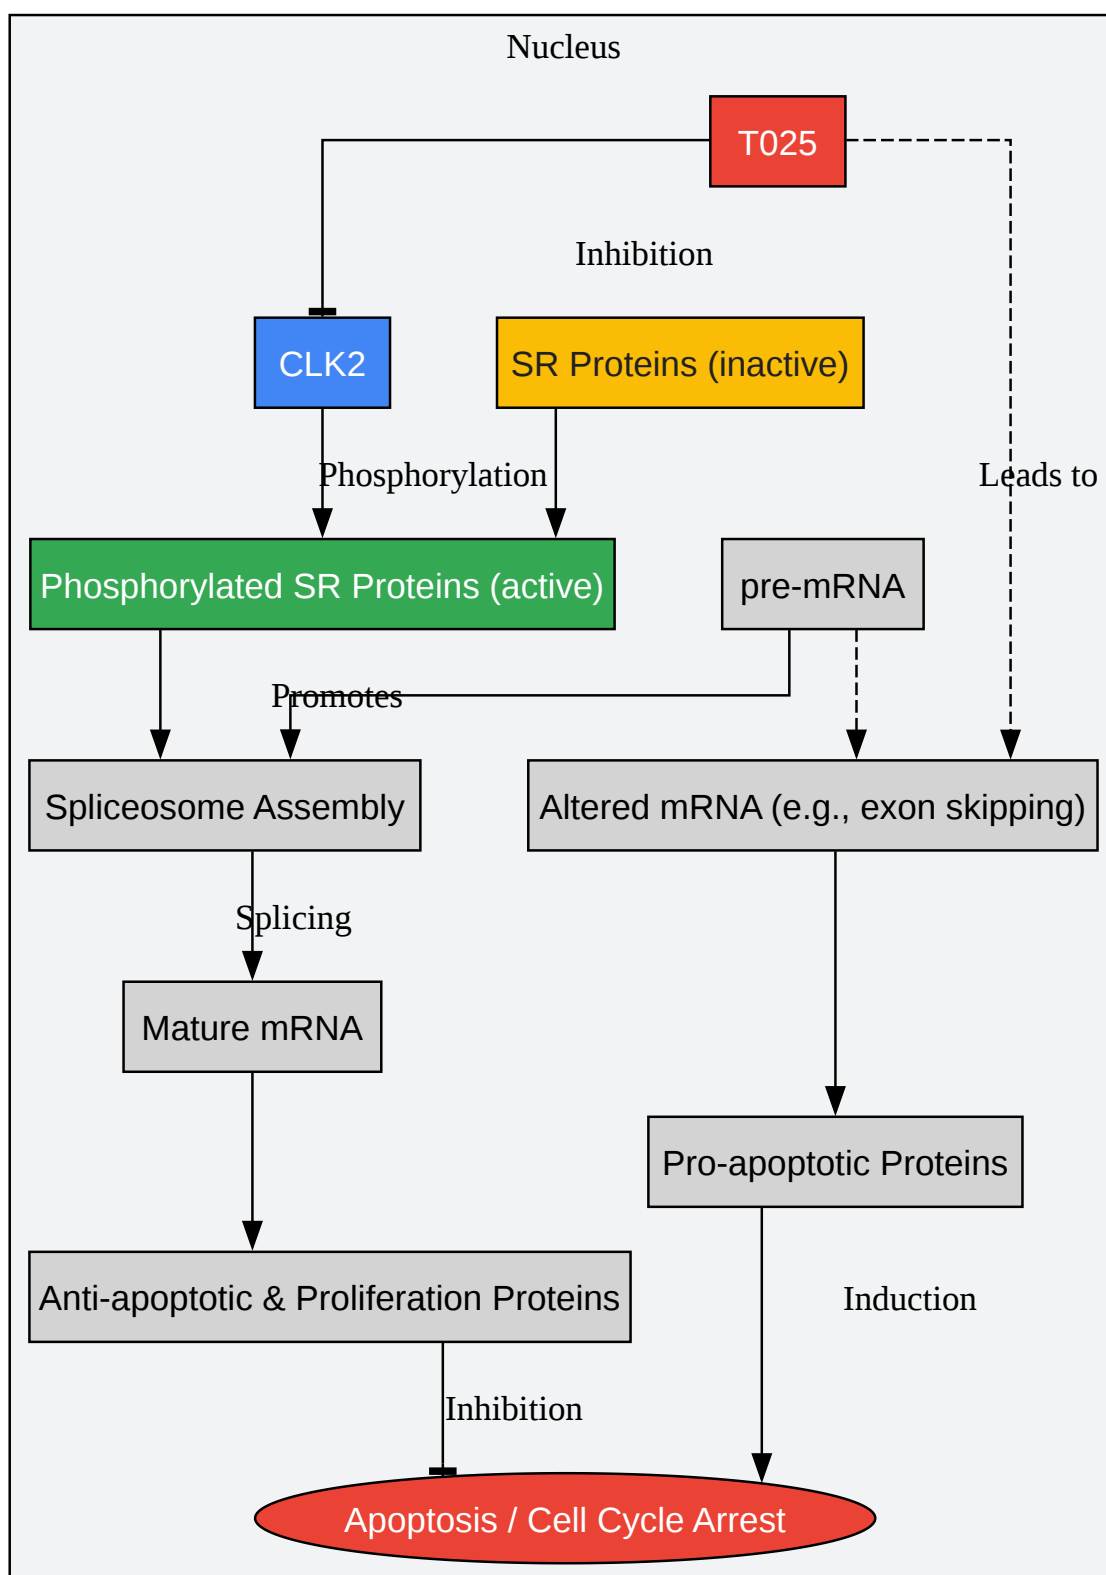 Nucleus
T025
Inhibition
CLK2
SR Proteins (inactive)
Phosphorylation
Leads to
Phosphorylated SR Proteins (active)
pre-mRNA
Promotes
Spliceosome Assembly
Altered mRNA (e.g., exon skipping)
Splicing
Mature mRNA
Pro-apoptotic Proteins
Anti-apoptotic & Proliferation Proteins
Induction
Inhibition
Apoptosis / Cell Cycle Arrest